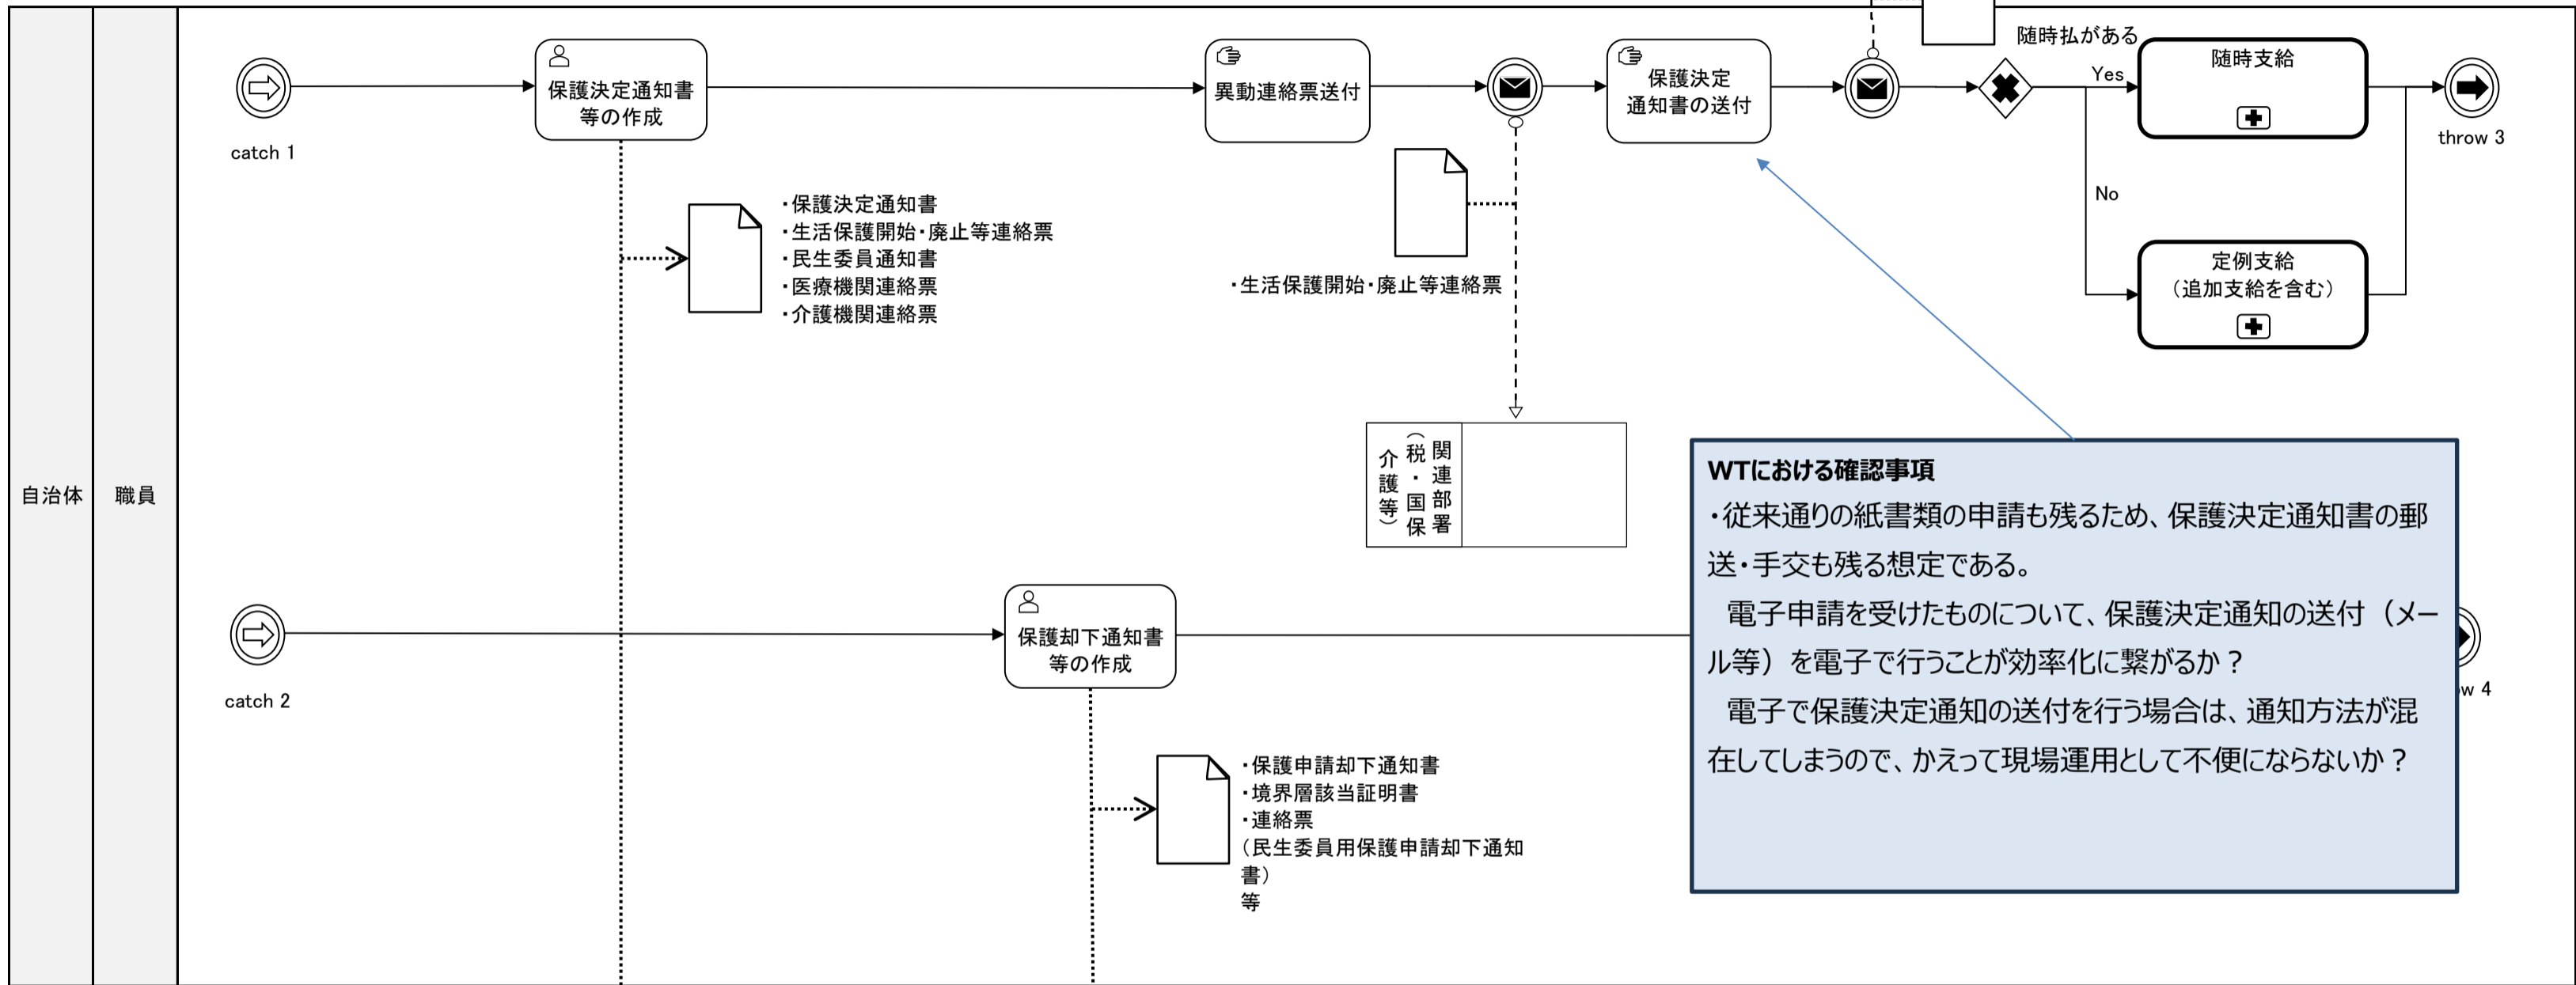 自治体
職員
catch 1
保護決定通知書
等の作成
・保護決定通知書
・生活保護開始・廃止等連絡票
・民生委員通知書
・医療機関連絡票
・介護機関連絡票
異動連絡票送付
・生活保護開始・廃止等連絡票
関連部署
（税・国保
介護等）
保護決定
通知書の送付
随時払がある
Yes
No
随時支給
定例支給
（追加支給を含む）
throw 3
catch 2
保護却下通知書
等の作成
・保護申請却下通知書
・境界層該当証明書
・連絡票
（民生委員用保護申請却下通知
書）
等
WTにおける確認事項
・従来通りの紙書類の申請も残るため、保護決定通知書の郵
送・手交も残る想定である。
電子申請を受けたものについて、保護決定通知の送付（メー
ル等）を電子で行うことが効率化に繋がるか？
電子で保護決定通知の送付を行う場合は、通知方法が混
在してしまうので、かえって現場運用として不便にならないか？
4